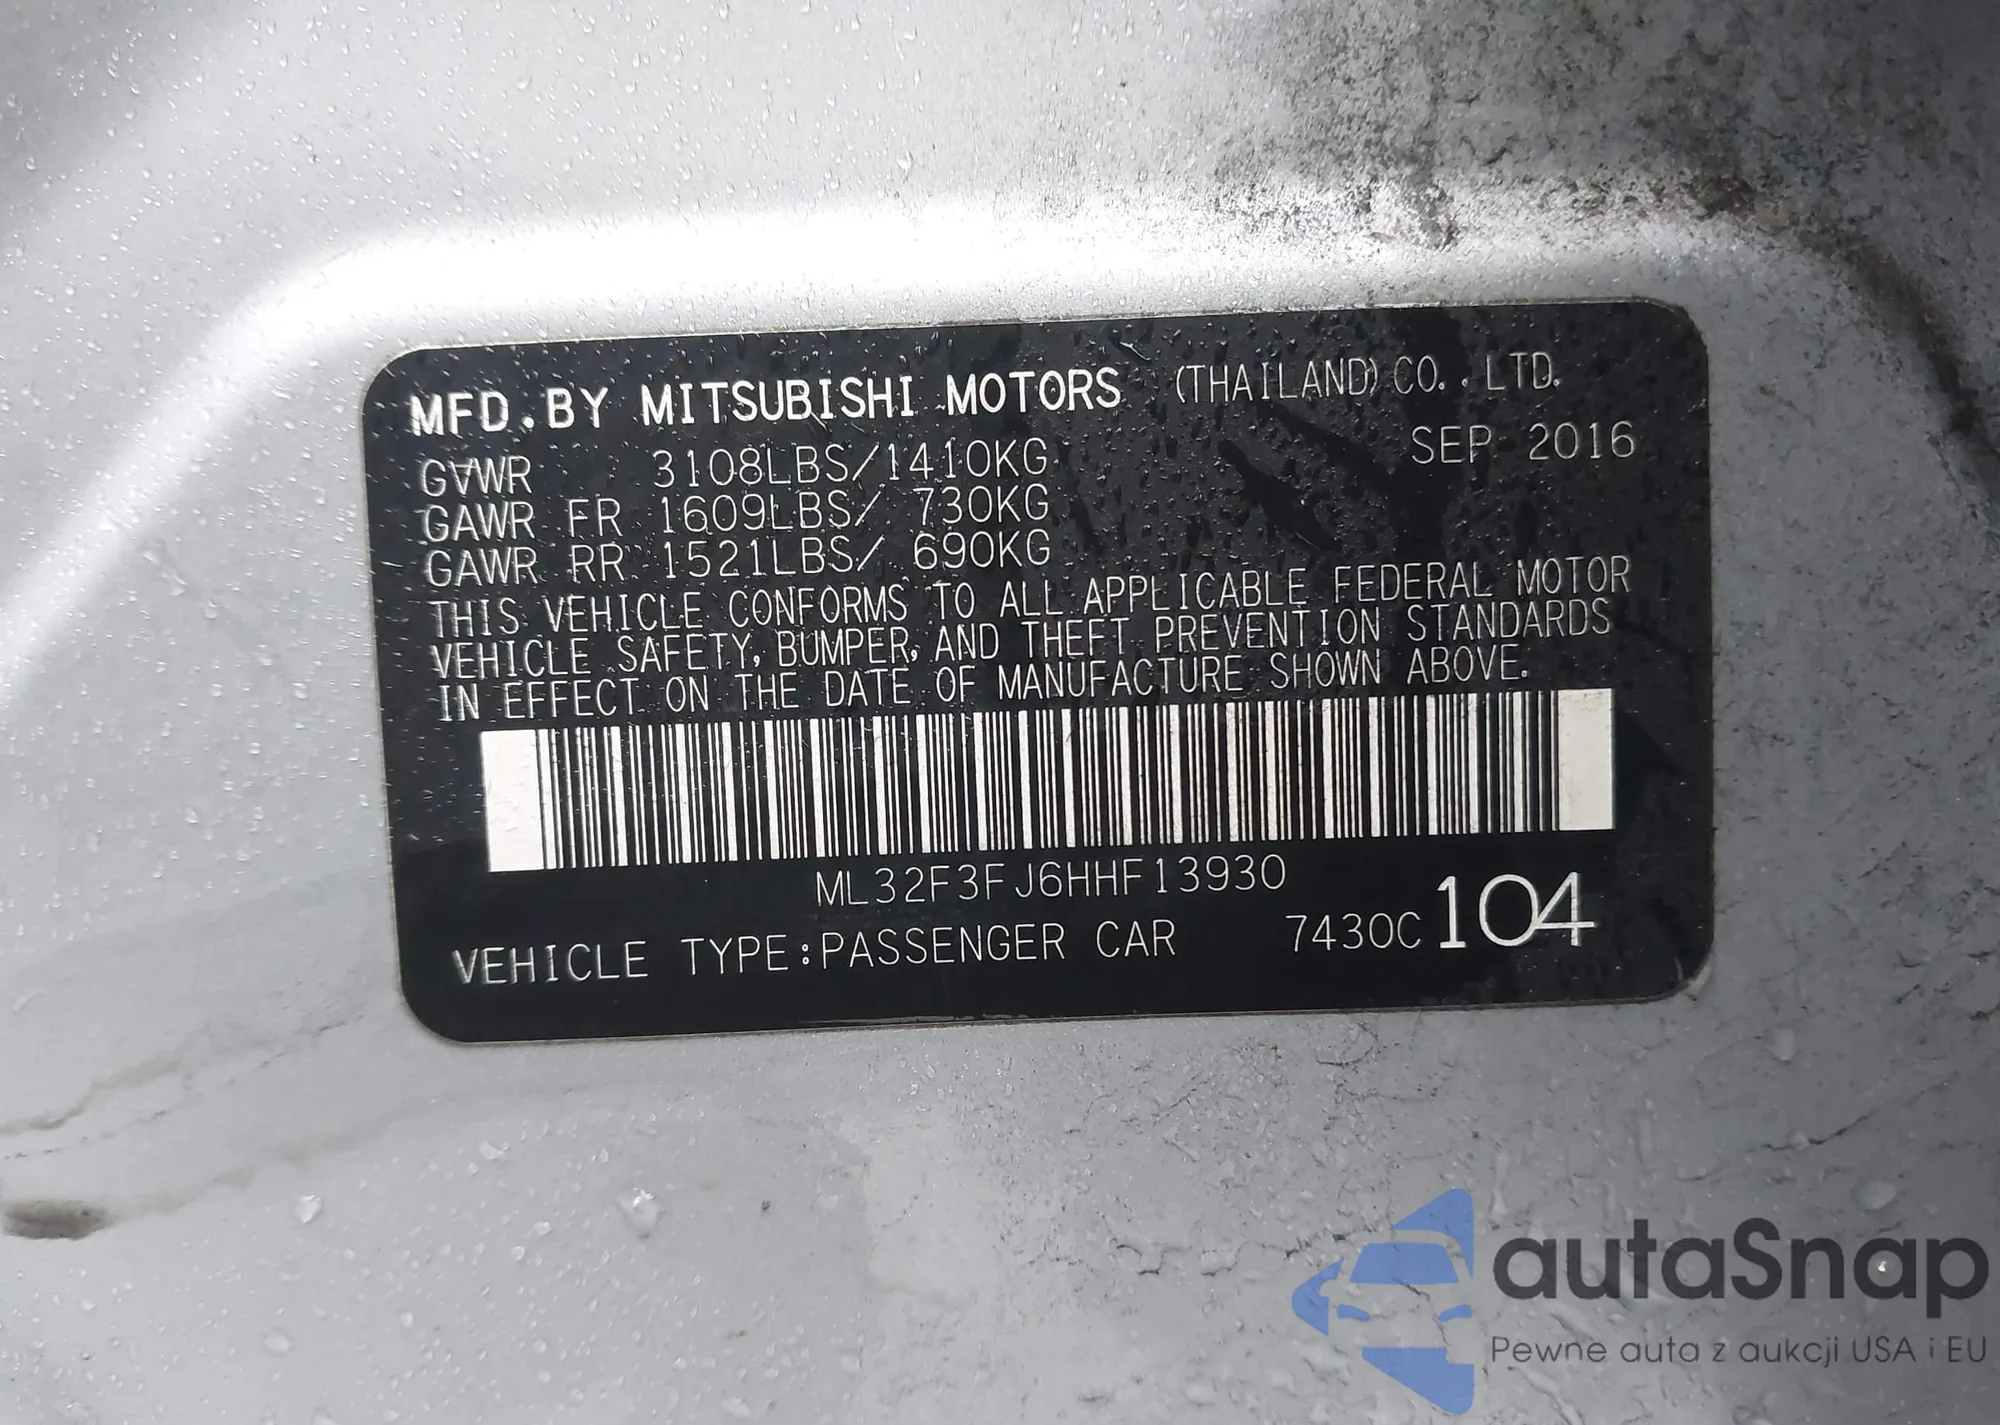 MFD.BY MITSUBISHI MOTORS (THAILAND) CO., LTD.
SEP 2016
GVWR 3108LBS/1410KG
GAWR FR 1609LBS/ 730KG
GAWR RR 1521LBS/ 690KG
THIS VEHICLE CONFORMS TO ALL APPLICABLE FEDERAL MOTOR
VEHICLE SAFETY, BUMPER, AND THEFT PREVENTION STANDARDS
IN EFFECT ON THE DATE OF MANUFACTURE SHOWN ABOVE.
ML32F3FJ6HHF13930
VEHICLE TYPE:PASSENGER CAR 7430C 104
autaSnap
Pewne auta z aukcji USA i EU